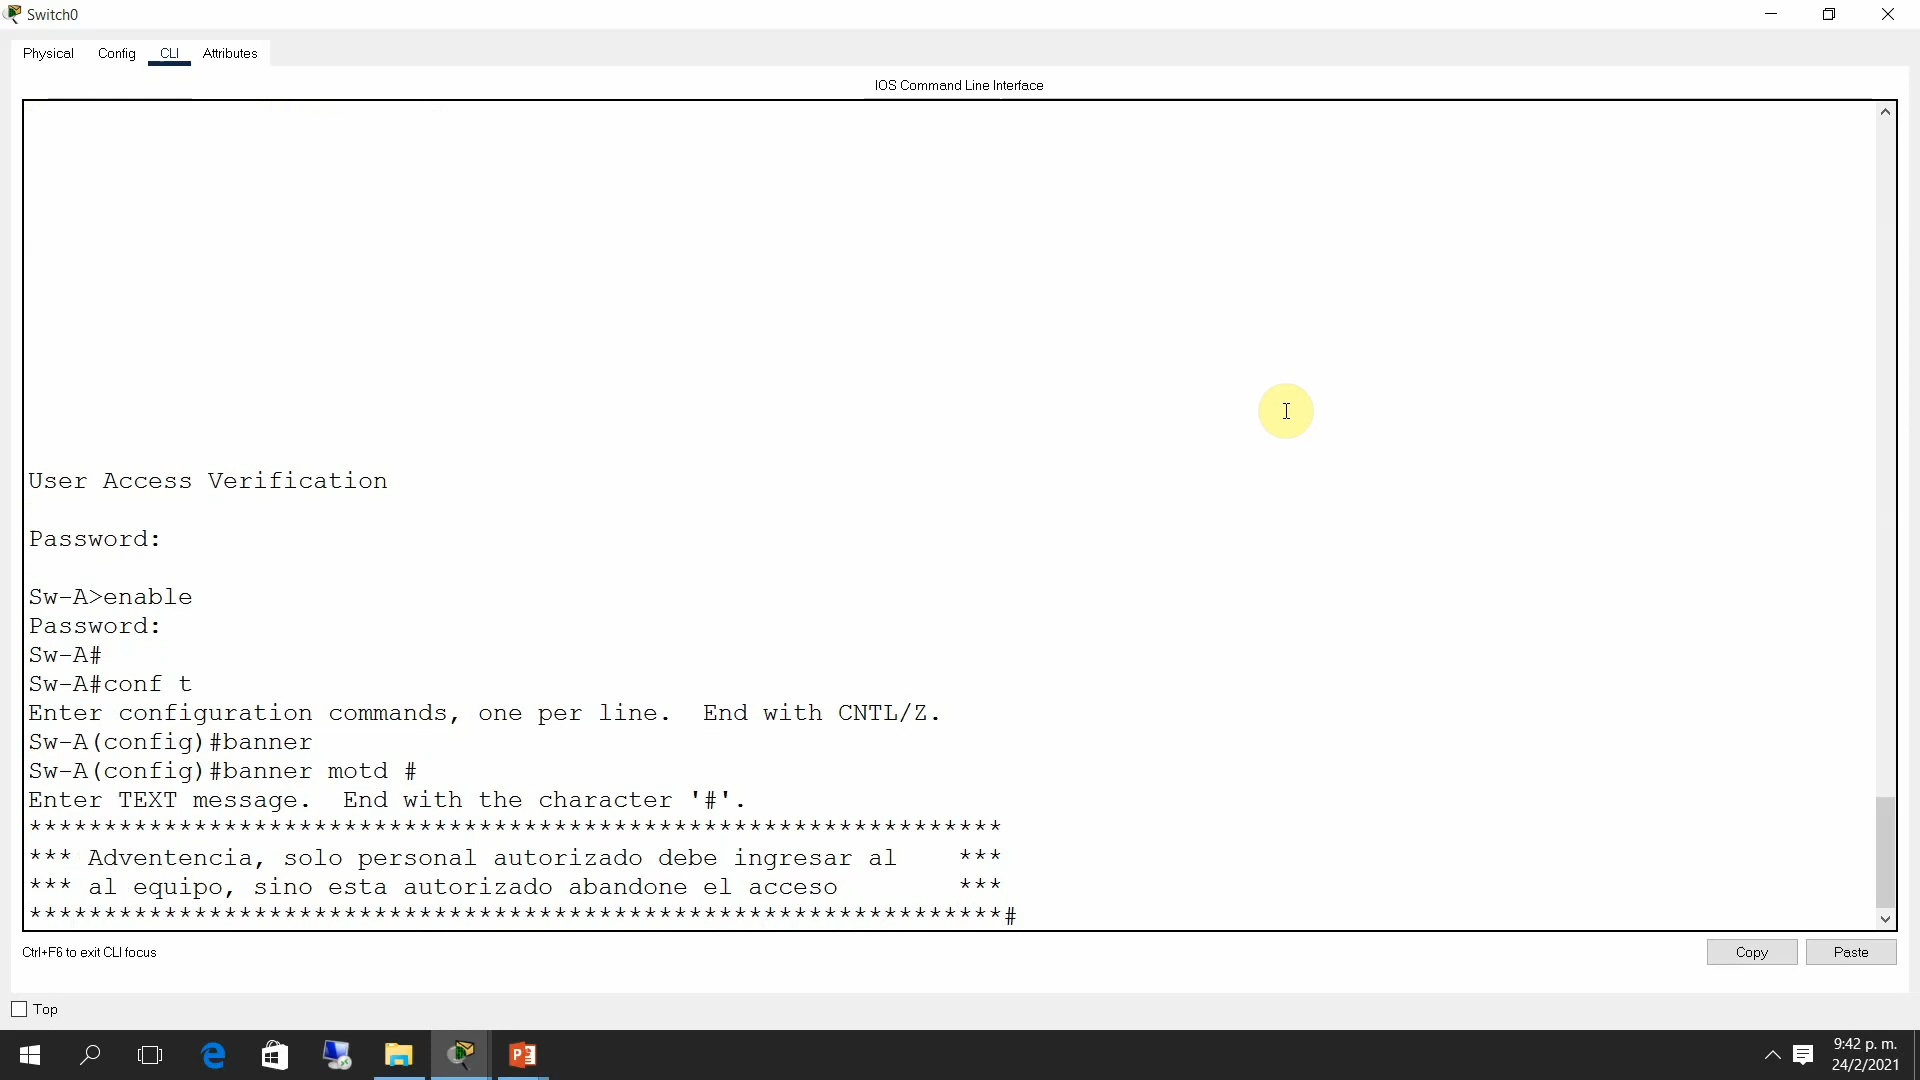 Switch0
Physical Config CLI Attributes
IOS Command Line Interface
User Access Verification
Password:
Sw-A>enable
Password:
Sw-A#
Sw-A#conf t
Enter configuration commands, one per line.  End with CNTL/Z.
Sw-A(config)#banner
Sw-A(config)#banner motd #
Enter TEXT message.  End with the character '#'.
*****************************************************************
*** Adventencia, solo personal autorizado debe ingresar al    ***
*** al equipo, sino esta autorizado abandone el acceso        ***
*****************************************************************#
Ctrl+F6 to exit CLI focus
Copy Paste
Top
9:42 p. m.
24/2/2021